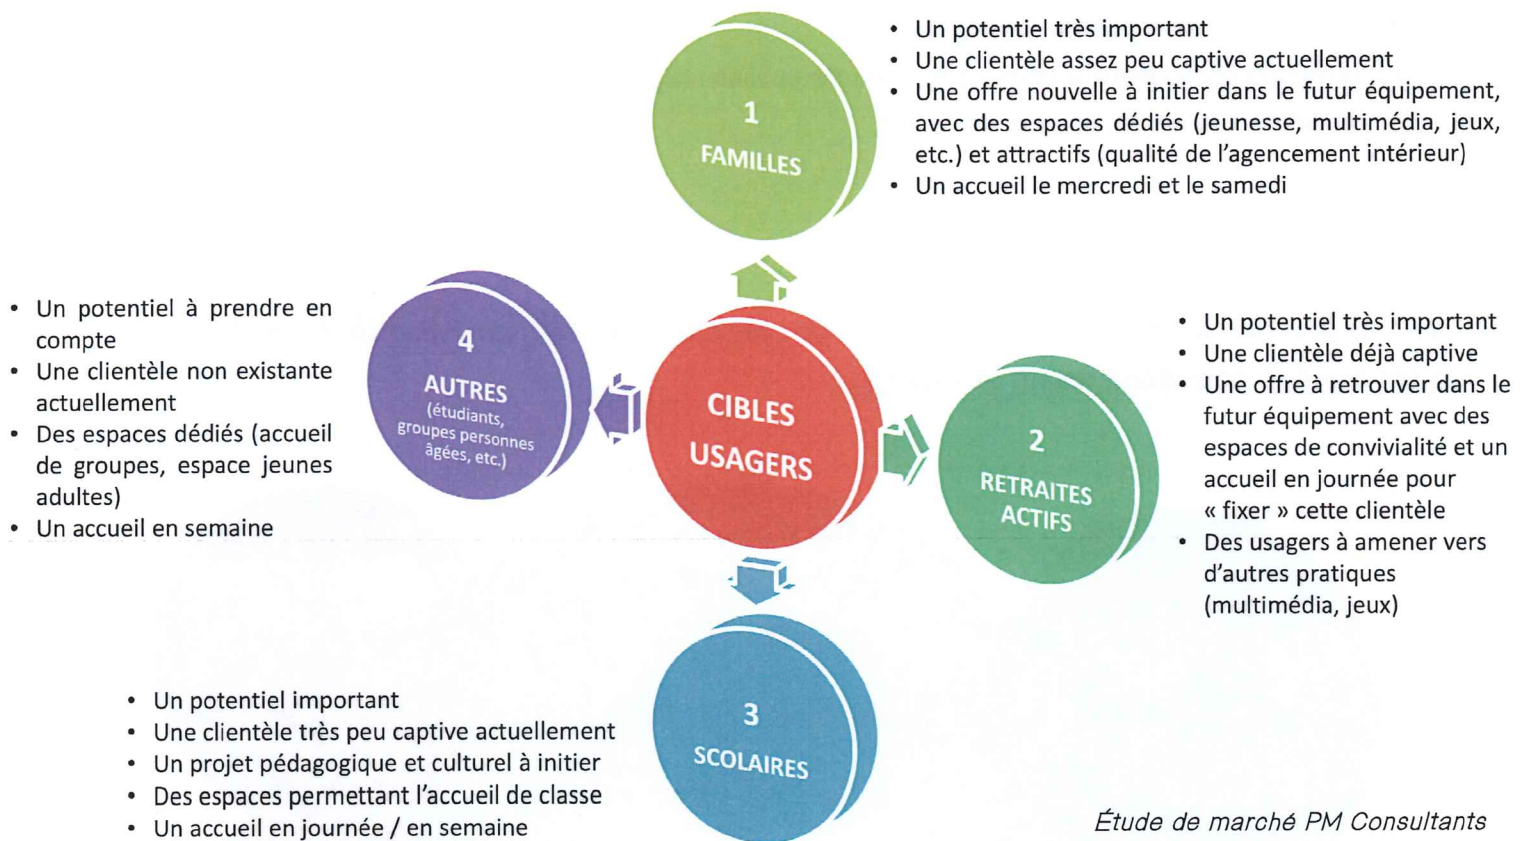 1
FAMILLES
• Un potentiel très important
• Une clientèle assez peu captive actuellement
• Une offre nouvelle à initier dans le futur équipement,
avec des espaces dédiés (jeunesse, multimédia, jeux,
etc.) et attractifs (qualité de l’agencement intérieur)
• Un accueil le mercredi et le samedi
• Un potentiel à prendre en
compte
• Une clientèle non existante
actuellement
• Des espaces dédiés (accueil
de groupes, espace jeunes
adultes)
• Un accueil en semaine
4
AUTRES
(étudiants,
groupes personnes
âgées, etc.)
CIBLES
USAGERS
2
RETRAITES
ACTIFS
• Un potentiel très important
• Une clientèle déjà captive
• Une offre à retrouver dans le
futur équipement avec des
espaces de convivialité et un
accueil en journée pour
« fixer » cette clientèle
• Des usagers à amener vers
d’autres pratiques
(multimédia, jeux)
• Un potentiel important
• Une clientèle très peu captive actuellement
• Un projet pédagogique et culturel à initier
• Des espaces permettant l’accueil de classe
• Un accueil en journée / en semaine
3
SCOLAIRES
Étude de marché PM Consultants